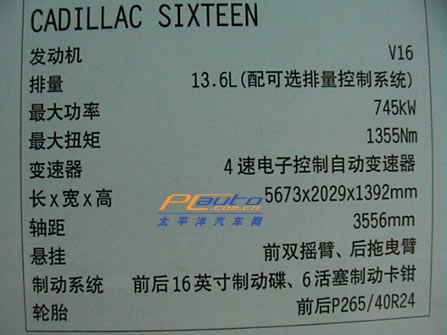 CADILLAC SIXTEEN
发动机 V16
排量 13.6L(配可选排量控制系统)
最大功率 745kW
最大扭矩 1355Nm
变速器 4速电子控制自动变速器
长x宽x高 5673x2029x1392mm
PCauto.com.cn
太平洋汽车网
轴距 3556mm
悬挂 前双摇臂、后拖曳臂
制动系统 前后16英寸制动碟、6活塞制动卡钳
轮胎 前后P265/40R24